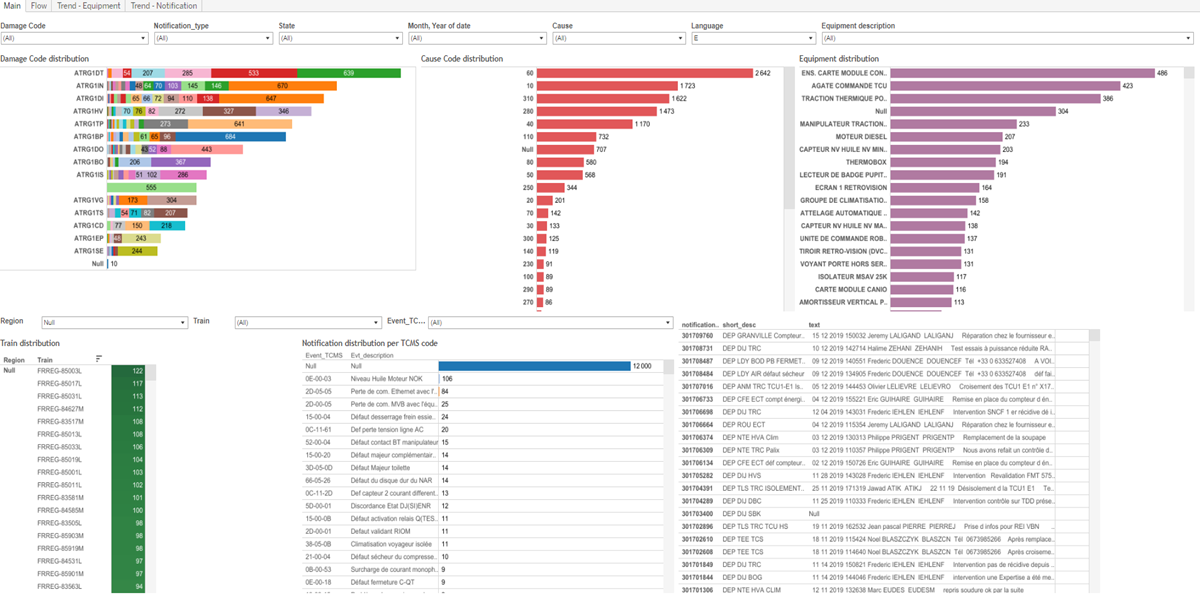 Main Flow Trend - Equipment Trend - Notification
Damage Code Notification_type State Month, Year of date Cause Language Equipment description
(All) (All) (All) (All) (All) E (All)
Damage Code distribution
ATRG1DT 54 207 285 533 639
ATRG1IN 48 64 70 103 145 146 670
ATRG1DI 65 66 72 94 110 138 647
ATRG1HV 70 76 82 272 327 346
ATRG1TP 273 641
ATRG1BP 61 65 96 684
ATRG1DO 43 52 88 443
ATRG1BO 206 367
ATRG1IS 51 102 286
555
ATRG1VG 173 304
ATRG1TS 54 71 82 207
ATRG1CD 77 150 218
ATRG1EP 48 243
ATRG1SE 244
Null 10
Cause Code distribution
60 2 642
10 1 723
310 1 622
280 1 473
40 1 170
110 732
Null 707
80 580
50 568
250 344
20 201
70 142
30 133
300 125
140 119
230 91
100 89
290 89
270 86
Equipment distribution
ENS. CARTE MODULE CON.. 486
AGATE COMMANDE TCU 423
TRACTION THERMIQUE PO.. 386
Null 304
MANIPULATEUR TRACTION.. 233
MOTEUR DIESEL 207
CAPTEUR NV HUILE NV MIN.. 203
THERMOBOX 194
LECTEUR DE BADGE PUPIT.. 191
ECRAN 1 RETROVISION 164
GROUPE DE CLIMATISATIO.. 158
ATTELAGE AUTOMATIQUE .. 142
CAPTEUR NV HUILE NV MA.. 138
UNITE DE COMMANDE ROB.. 137
TIROIR RETRO-VISION (DVC.. 131
VOYANT PORTE HORS SER.. 131
ISOLATEUR MSAV 25K 117
CARTE MODULE CANIO 116
AMORTISSEUR VERTICAL P.. 113
Region Null Train (All) Event_TC... (All)
Train distribution
Region Train
Null FRREG-85003L 122
FRREG-85017L 117
FRREG-85031L 113
FRREG-84627M 112
FRREG-83517M 108
FRREG-85013L 108
FRREG-85033L 106
FRREG-85019L 104
FRREG-85001L 103
FRREG-85011L 102
FRREG-83581M 101
FRREG-84585M 100
FRREG-83505L 98
FRREG-85903M 98
FRREG-85919M 98
FRREG-84531L 97
FRREG-85901M 97
FRREG-83563L 94
Notification distribution per TCMS code
Event_TCMS Evt_description
Null Null 12 000
0E-00-03 Niveau Huile Moteur NOK 106
2D-05-05 Perte de com. Ethernet avec l'.. 84
2D-00-05 Perte de com. MVB avec l'équ.. 25
15-00-04 Défaut desserrage frein essie.. 24
0C-11-61 Def perte tension ligne AC 20
52-00-04 Défaut contact BT manipulateur 15
15-00-20 Défaut majeur complémentair.. 14
3D-05-0D Défaut Majeur toilette 14
66-05-26 Défaut du disque dur du NAR 14
0C-11-2D Def capteur 2 courant different.. 13
5D-00-01 Discordance Etat DJ(SI)ENR 12
15-00-0B Défaut activation relais Q(TES.. 11
2D-00-01 Défaut validant RIOM 11
38-05-0B Climatisation voyageur isolée 11
21-00-04 Défaut sécheur du compresse.. 10
0B-00-53 Surcharge de courant monoph.. 9
0E-00-18 Défaut fermeture C-QT 9
notification.. short_desc text
301709760 DEP GRANVILLE Compteur.. 15 12 2019 150032 Jeremy LALIGAND LALIGANJ Réparation chez le fournisseur e..
301708731 DEP DIJ TRC 10 12 2019 142714 Halime ZEHANI ZEHANIH Test essais à puissance réduite RA..
301708487 DEP LDY BOD PB FERMET.. 09 12 2019 140551 Frederic DOUENCE DOUENCEF Tél +33 0 633527408 A VOI..
301708484 DEP LDY AIR défaut sécheur 09 12 2019 134905 Frederic DOUENCE DOUENCEF Tél +33 0 633527408 déf fai..
301707016 DEP ANM TRC TCU1-E1 Is.. 05 12 2019 144453 Olivier LELIEVRE LELIEVRO Croisement des TCU1 E1 n° X17..
301706733 DEP CFE ECT compt énergi.. 04 12 2019 155221 Eric GUIHAIRE GUIHAIRE Remise en place du compteur d én..
301706698 DEP DIJ TRC 12 04 2019 143031 Frederic IEHLEN IEHLENF Intervention SNCF 1 er récidive dé i..
301706664 DEP ROU ECT 04 12 2019 115354 Jeremy LALIGAND LALIGANJ Réparation chez le fournisseur e..
301706374 DEP NTE HVA Clim 03 12 2019 130313 Philippe PRIGENT PRIGENTP Remplacement de la soupape
301706309 DEP NTE TRC Palix 03 12 2019 110357 Philippe PRIGENT PRIGENTP Nous avons refait un contrôle d..
301706134 DEP CFE ECT déf compteur.. 02 12 2019 150726 Eric GUIHAIRE GUIHAIRE Remise en place du compteur d én..
301705282 DEP DIJ HVS 11 28 2019 143028 Frederic IEHLEN IEHLENF Intervention Revalidation FMT 575..
301704391 DEP TLS TRC ISOLEMENT.. 25 11 2019 171319 Jawad ATIK ATIKJ 22 11 19 Désisolement d la TCU1 E1 Te..
301704289 DEP DIJ DBC 11 25 2019 110333 Frederic IEHLEN IEHLENF Intervention contrôle sur TDD prése..
301703400 DEP DIJ SBK Null
301702896 DEP TLS TRC TCU HS 19 11 2019 162532 Jean pascal PIERRE PIERREJ Prise d infos pour REI VBN ..
301702610 DEP TEE TCS 18 11 2019 115424 Noel BLASZCZYK BLASZCN Tél 0673985266 Après remplace..
301702608 DEP TEE TCS 18 11 2019 114640 Noel BLASZCZYK BLASZCN Tél 0673985266 Après croiseme..
301701849 DEP DIJ TRC 11 14 2019 150821 Frederic IEHLEN IEHLENF Intervention pas de récidive depuis ..
301701844 DEP DIJ BOG 11 14 2019 144046 Frederic IEHLEN IEHLENF intervention une Expertise a été me..
301701306 DEP NTE HVA CLIM 12 11 2019 132638 Marc EUDES EUDESM repris soudure ok par la suite